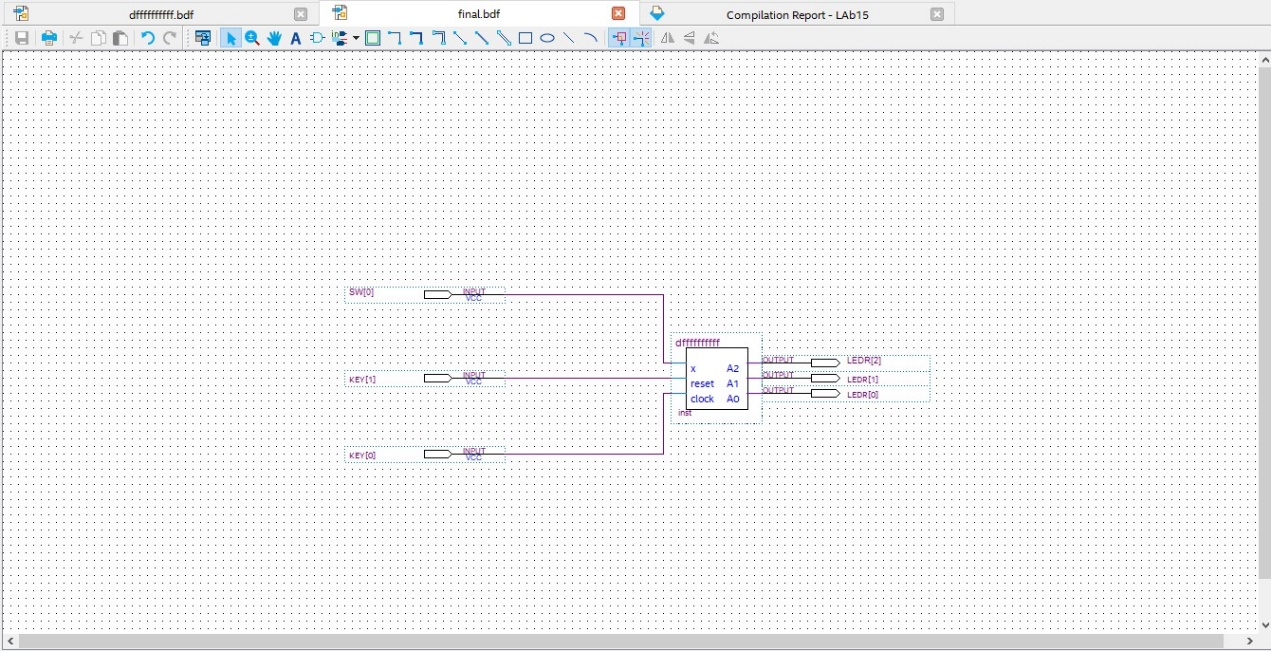 dffffffffff.bdf
final.bdf
Compilation Report - LAb15
A
SW[0]
INPUT
VCC
dffffffffff
x A2
reset A1
clock A0
inst
OUTPUT LEDR[2]
KEY[1]
INPUT
VCC
OUTPUT LEDR[1]
OUTPUT LEDR[0]
KEY[0]
INPUT
VCC